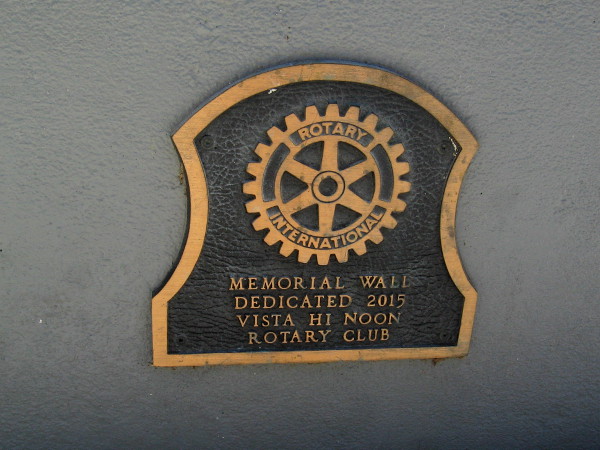 ROTARY
INTERNATIONAL
MEMORIAL WALL
DEDICATED 2015
VISTA HI NOON
ROTARY CLUB